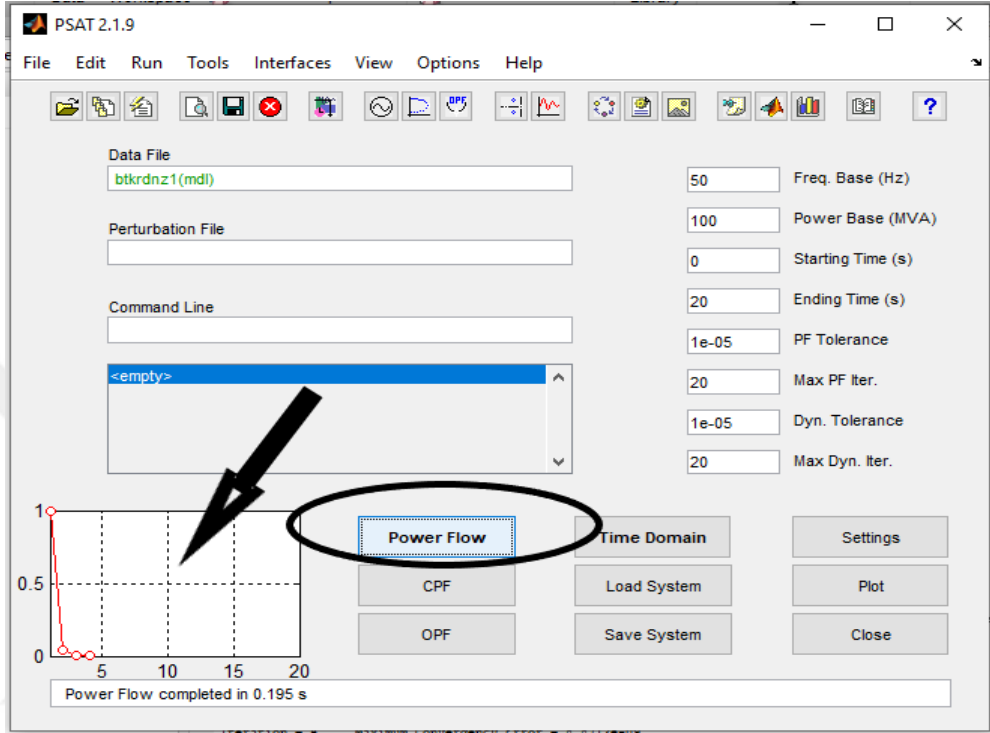 PSAT 2.1.9
File Edit Run Tools Interfaces View Options Help
OPF
?
Data File
btkrdnz1(mdl)
50 Freq. Base (Hz)
Perturbation File
100 Power Base (MVA)
0 Starting Time (s)
Command Line
20 Ending Time (s)
1e-05 PF Tolerance
<empty>
20 Max PF Iter.
1e-05 Dyn. Tolerance
20 Max Dyn. Iter.
1
0.5
0
5 10 15 20
Power Flow Time Domain Settings
CPF Load System Plot
OPF Save System Close
Power Flow completed in 0.195 s